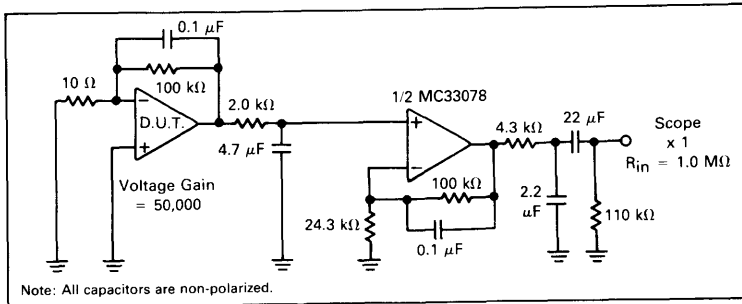 0.1 μF
10 Ω
100 kΩ
D.U.T.
Voltage Gain
= 50,000
2.0 kΩ
4.7 μF
1/2 MC33078
100 kΩ
24.3 kΩ
0.1 μF
4.3 kΩ
22 μF
2.2
μF
110 kΩ
Scope
x 1
Rin = 1.0 MΩ
Note: All capacitors are non-polarized.